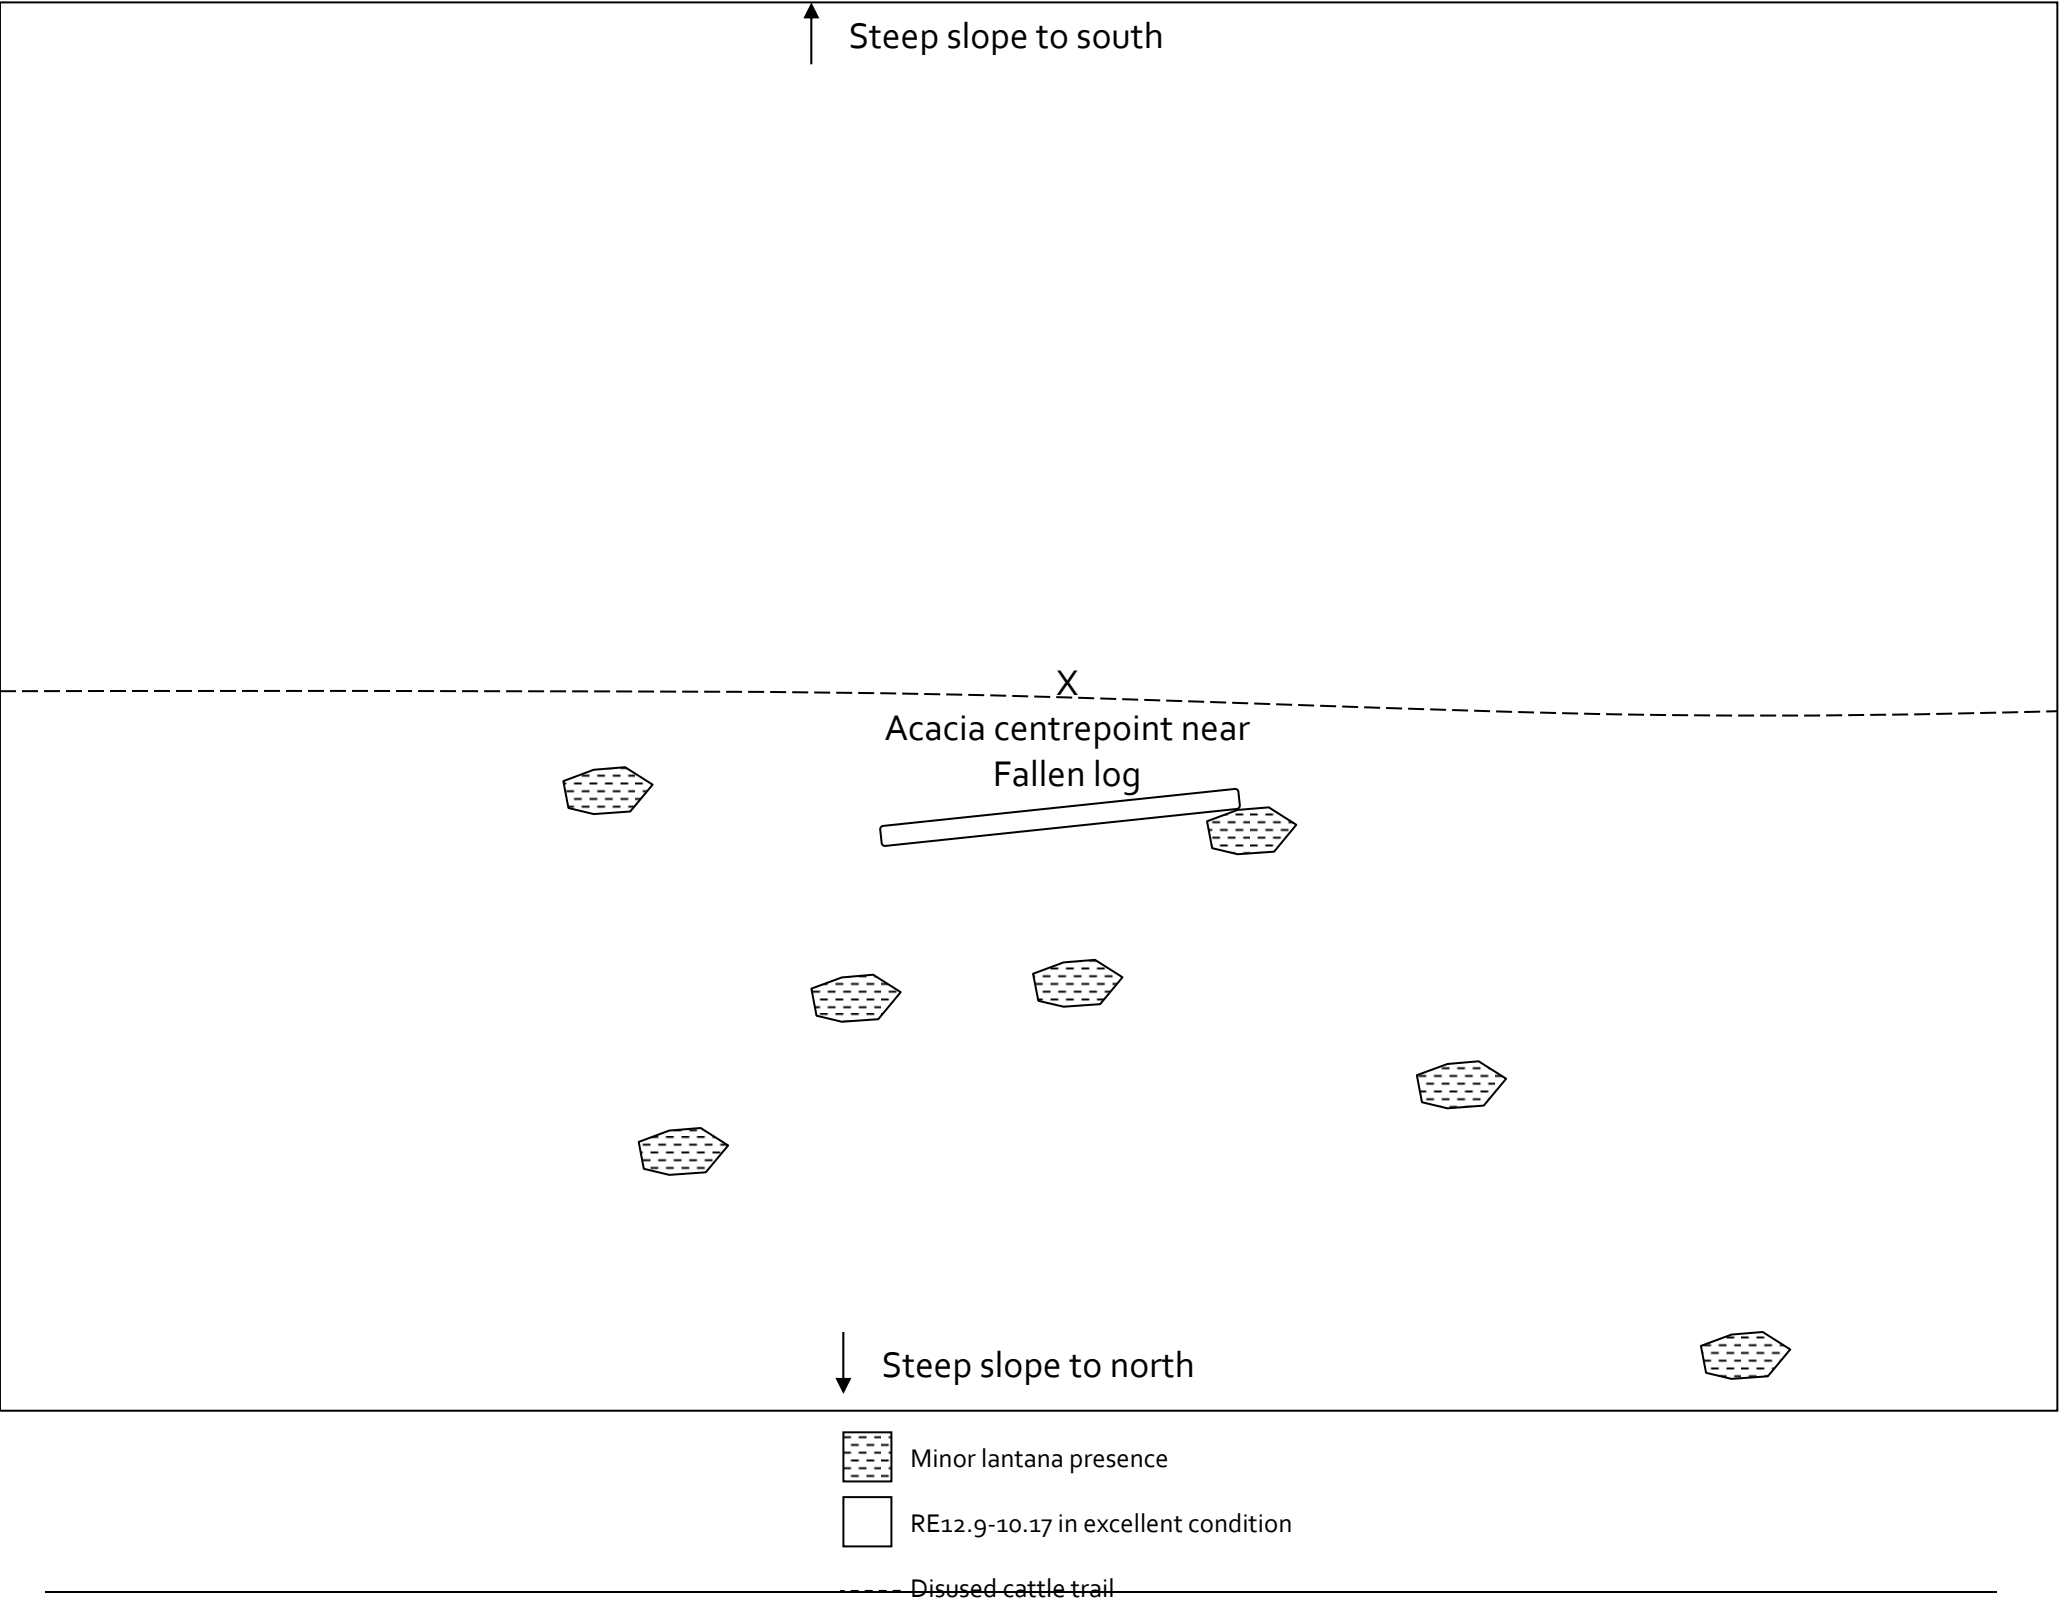 Steep slope to south
X
Acacia centrepoint near
Fallen log
Steep slope to north
Minor lantana presence
RE12.9-10.17 in excellent condition
Disused cattle trail